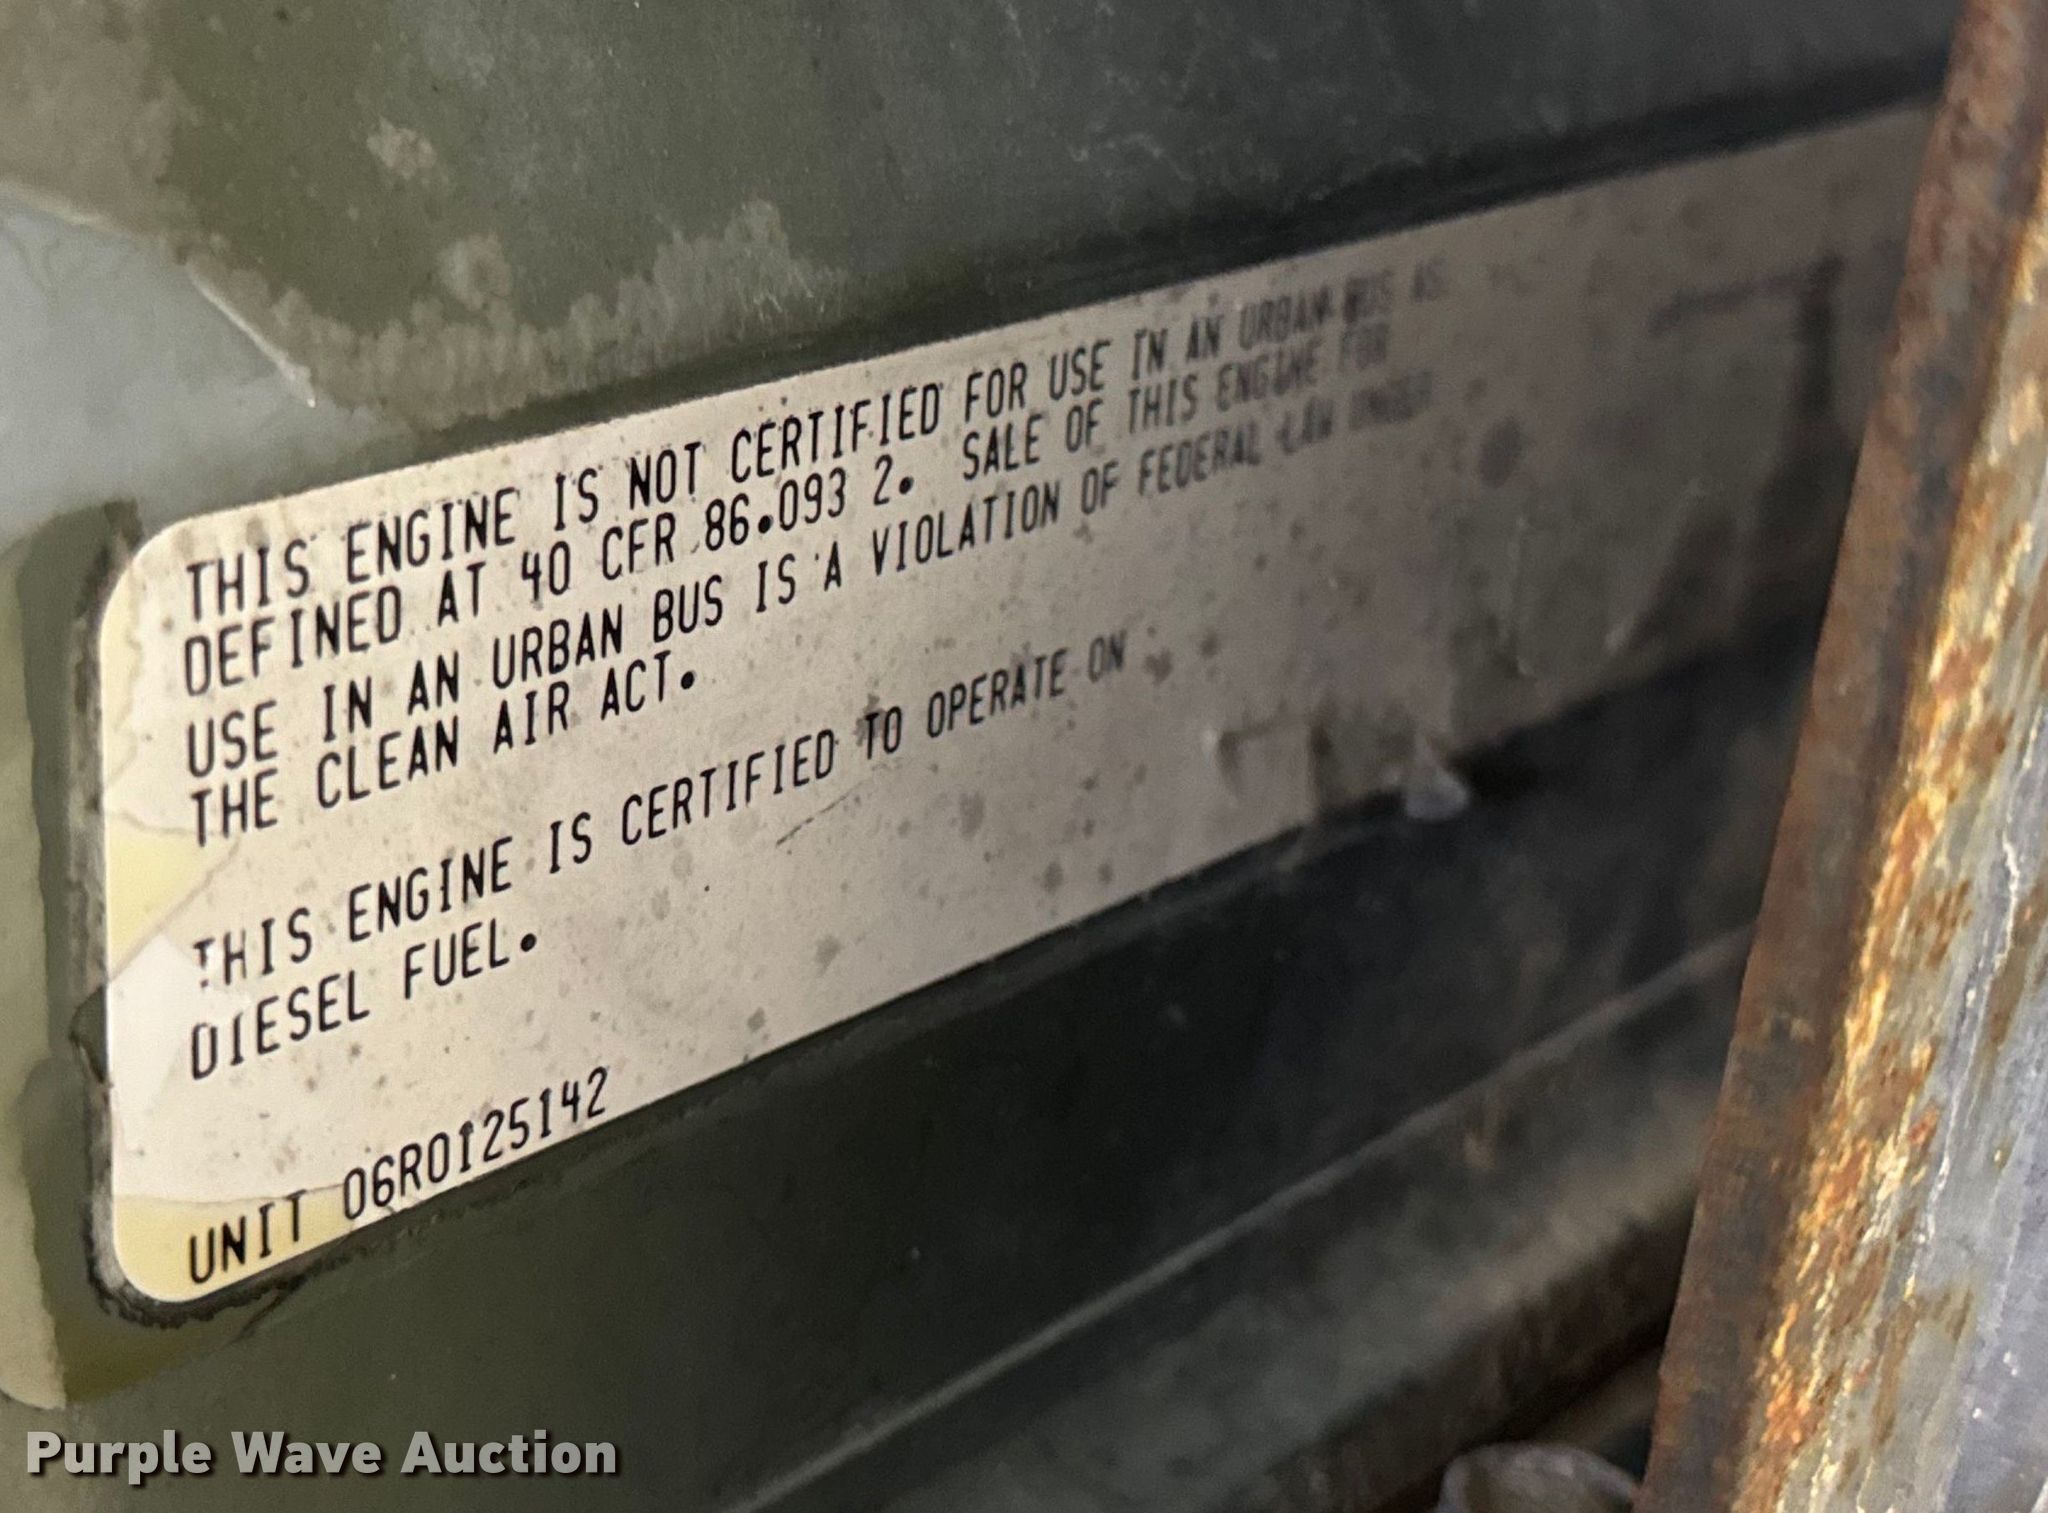 THIS ENGINE IS NOT CERTIFIED FOR USE IN AN URBAN BUS AS
DEFINED AT 40 CFR 86.093 2. SALE OF THIS ENGINE FOR
USE IN AN URBAN BUS IS A VIOLATION OF FEDERAL LAW UNDER
THE CLEAN AIR ACT.
THIS ENGINE IS CERTIFIED TO OPERATE ON
DIESEL FUEL.
UNIT 06R0125142
Purple Wave Auction